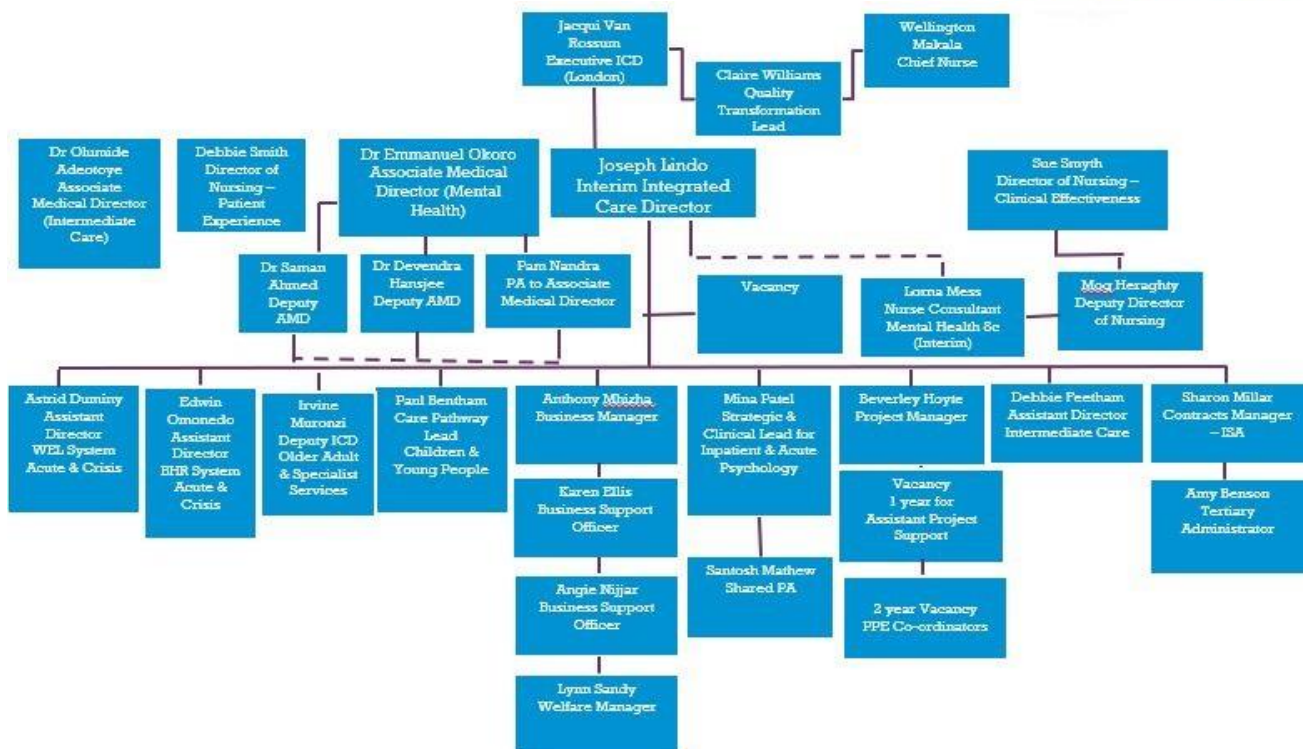 Jacqui Van
Rossum
Executive ICD
(London)
Wellington
Makala
Chief Nurse
Claire Williams
Quality
Transformation
Lead
Dr Olumide
Adeotoye
Associate
Medical Director
(Intermediate
Care)
Debbie Smith
Director of
Nursing –
Patient
Experience
Dr Emmanuel Okoro
Associate Medical
Director (Mental
Health)
Joseph Lindo
Interim Integrated
Care Director
Sue Smyth
Director of Nursing –
Clinical Effectiveness
Dr Saman
Ahmed
Deputy
AMD
Dr Devendra
Hansjee
Deputy AMD
Pam Nandra
PA to Associate
Medical Director
Vacancy
Lorna Mess
Nurse Consultant
Mental Health 8c
(Interim)
Mog Heraghty
Deputy Director
of Nursing
Astrid Duminy
Assistant
Director
WEL System
Acute & Crisis
Edwin
Omonedo
Assistant
Director
BHR System
Acute &
Crisis
Irvine
Muronzi
Deputy ICD
Older Adult
& Specialist
Services
Paul Bentham
Care Pathway
Lead
Children &
Young People
Anthony Mhizha
Business Manager
Mina Patel
Strategic &
Clinical Lead for
Inpatient & Acute
Psychology
Beverley Hoyte
Project Manager
Debbie Feetham
Assistant Director
Intermediate Care
Sharon Millar
Contracts Manager
– ISA
Karen Ellis
Business Support
Officer
Vacancy
1 year for
Assistant Project
Support
Amy Benson
Tertiary
Administrator
Angie Nijjar
Business Support
Officer
Santosh Mathew
Shared PA
2 year Vacancy
PPE Co-ordinators
Lynn Sandy
Welfare Manager